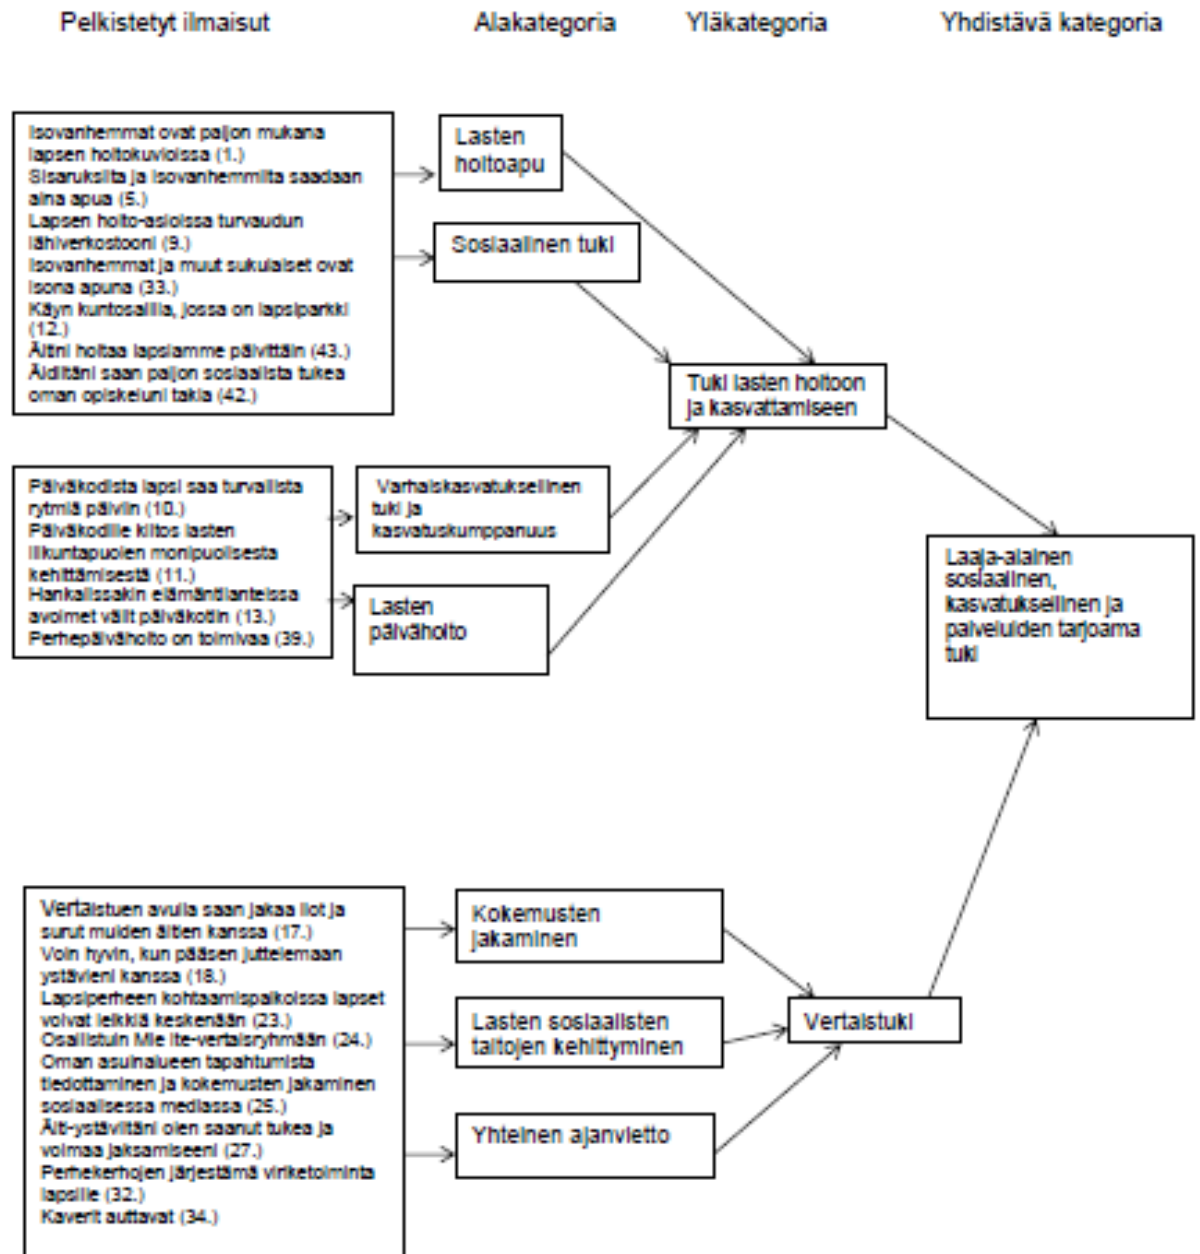 Pelkistetyt ilmaisut
Alakategoria
Yläkategoria
Yhdistävä kategoria
Isovanhemmat ovat paljon mukana
lapsen hoitokuvioissa (1.)
Sisaruksilta ja isovanhemmilta saadaan
aina apua (5.)
Lapsen hoito-asioissa turvaudun
lähiverkostooni (9.)
Isovanhemmat ja muut sukulaiset ovat
isona apuna (33.)
Käyn kuntosalilla, jossa on lapsiparkki
(12.)
Äitini hoitaa lapsiamme päivittäin (43.)
Äidiltäni saan paljon sosiaalista tukea
oman opiskeluni takia (42.)
Lasten
hoitoapu
Sosiaalinen tuki
Tuki lasten hoitoon
ja kasvattamiseen
Päiväkodista lapsi saa turvallista
rytmiä päiviin (10.)
Päiväkodille kiitos lasten
liikuntapuolen monipuolisesta
kehittämisestä (11.)
Hankalissakin elämäntilanteissa
avoimet välit päiväkotiin (13.)
Perhepäivähoito on toimivaa (39.)
Varhaiskasvatuksellinen
tuki ja
kasvatuskumppanuus
Lasten
päivähoito
Laaja-alainen
sosiaalinen,
kasvatuksellinen ja
palveluiden tarjoama
tuki
Vertaistuen avulla saan jakaa ilot ja
surut muiden äitien kanssa (17.)
Voin hyvin, kun pääsen juttelemaan
ystävieni kanssa (18.)
Lapsiperheen kohtaamispaikoissa lapset
voivat leikkiä keskenään (23.)
Osallistuin Mie ite-vertaisryhmään (24.)
Oman asuinalueen tapahtumista
tiedottaminen ja kokemusten jakaminen
sosiaalisessa mediassa (25.)
Äiti-ystäviltäni olen saanut tukea ja
voimaa jaksamiseeni (27.)
Perhekerhojen järjestämä viriketoiminta
lapsille (32.)
Kaverit auttavat (34.)
Kokemusten
jakaminen
Lasten sosiaalisten
taitojen kehittyminen
Yhteinen ajanvietto
Vertaistuki